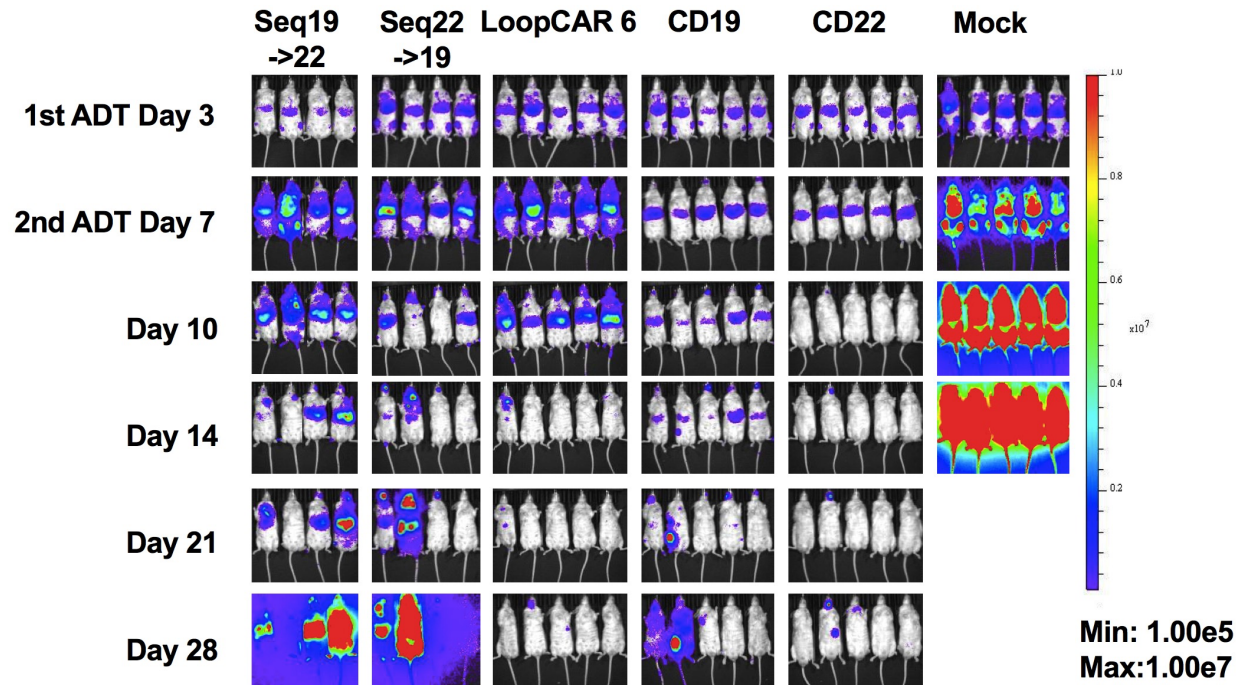 Seq19 Seq22 LoopCAR 6 CD19 CD22 Mock
->22 ->19
1st ADT Day 3
2nd ADT Day 7
Day 10
Day 14
Day 21
Day 28
1.0
0.8
0.6
x10⁷
0.4
0.2
Min: 1.00e5
Max:1.00e7